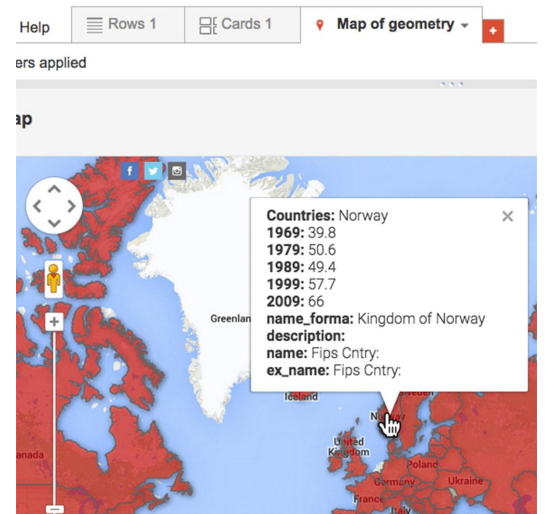 Help
Rows 1
Cards 1
Map of geometry
+
ers applied
ap
f
Countries: Norway
1969: 39.8
1979: 50.6
1989: 49.4
1999: 57.7
2009: 66
name_forma: Kingdom of Norway
description:
name: Fips Cntry:
ex_name: Fips Cntry:
Greenlan
Iceland
Sweden
Norway
United
Kingdom
anada
Poland
Germany
Ukraine
France
Italy